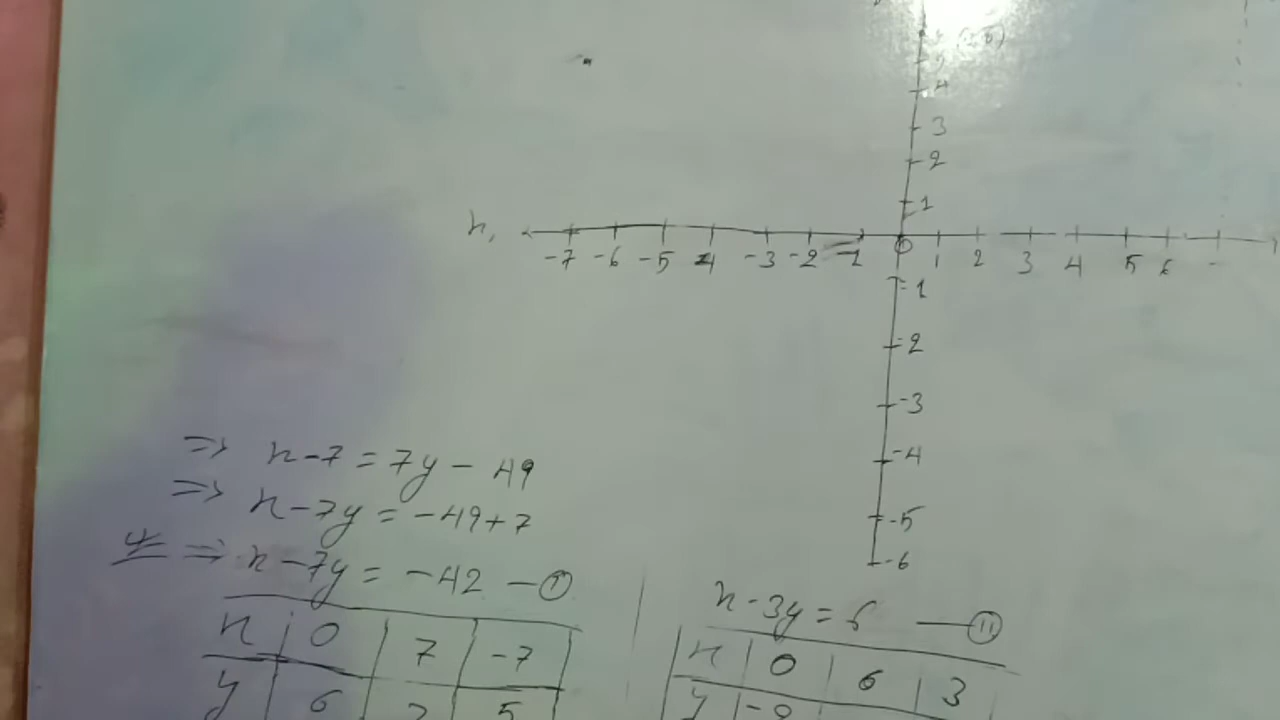 4
3
2
1
-7 -6 -5 -4 -3 -2 -1 0 1 2 3 4 5 6
-1
-2
-3
-4
-5
-6
=> x-7 = 7y - 49
=> x-7y = -49+7
=> x-7y = -42 —(i)
x | 0 | 7 | -7
y | 6 | | 5
x-3y = 6 —(ii)
x | 0 | 6 | 3
y | -2